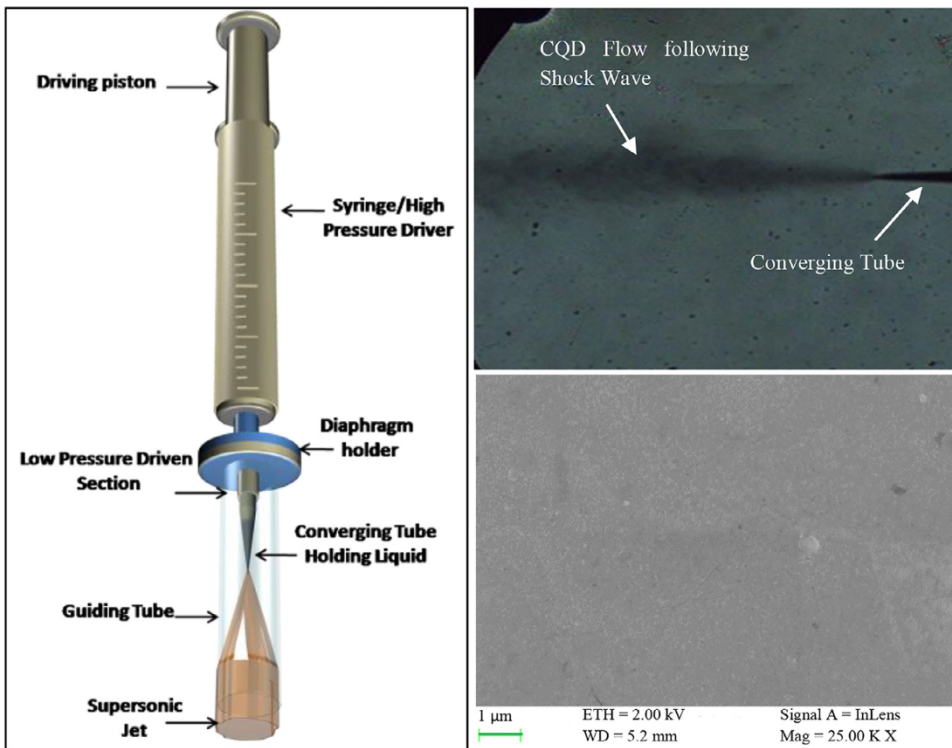 Driving piston
Syringe/High
Pressure Driver
Diaphragm
holder
Low Pressure Driven
Section
Converging Tube
Holding Liquid
Guiding Tube
Supersonic
Jet
CQD Flow following
Shock Wave
Converging Tube
1 µm
ETH = 2.00 kV
WD = 5.2 mm
Signal A = InLens
Mag = 25.00 K X